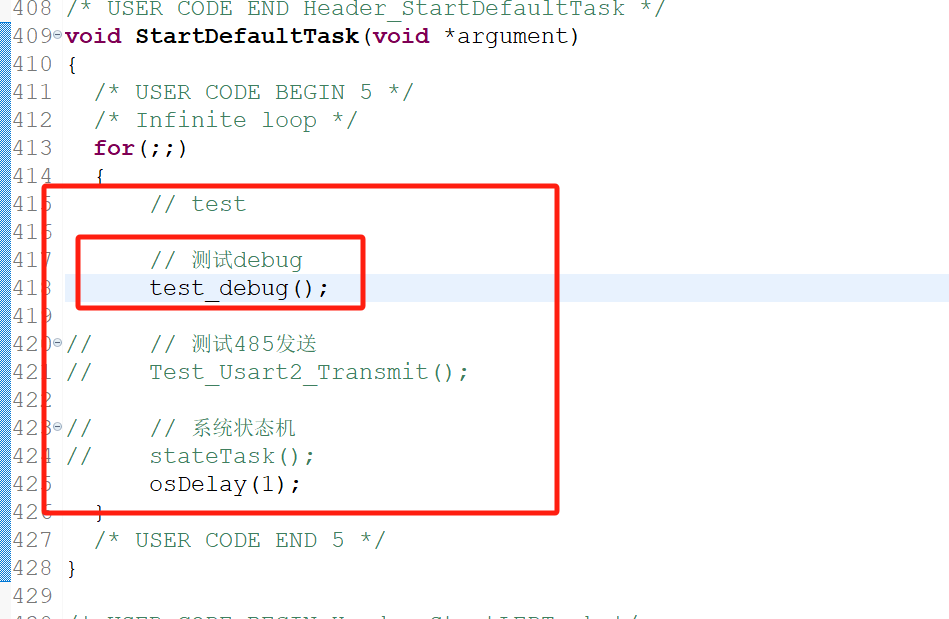 408 /* USER CODE END Header_StartDefaultTask */
409 void StartDefaultTask(void *argument)
410 {
411 /* USER CODE BEGIN 5 */
412 /* Infinite loop */
413 for(;;)
414 {
415 // test
416
417 // 测试debug
418 test_debug();
419
420 // // 测试485发送
421 // Test_Usart2_Transmit();
422
423 // // 系统状态机
424 // stateTask();
425 osDelay(1);
426 }
427 /* USER CODE END 5 */
428 }
429